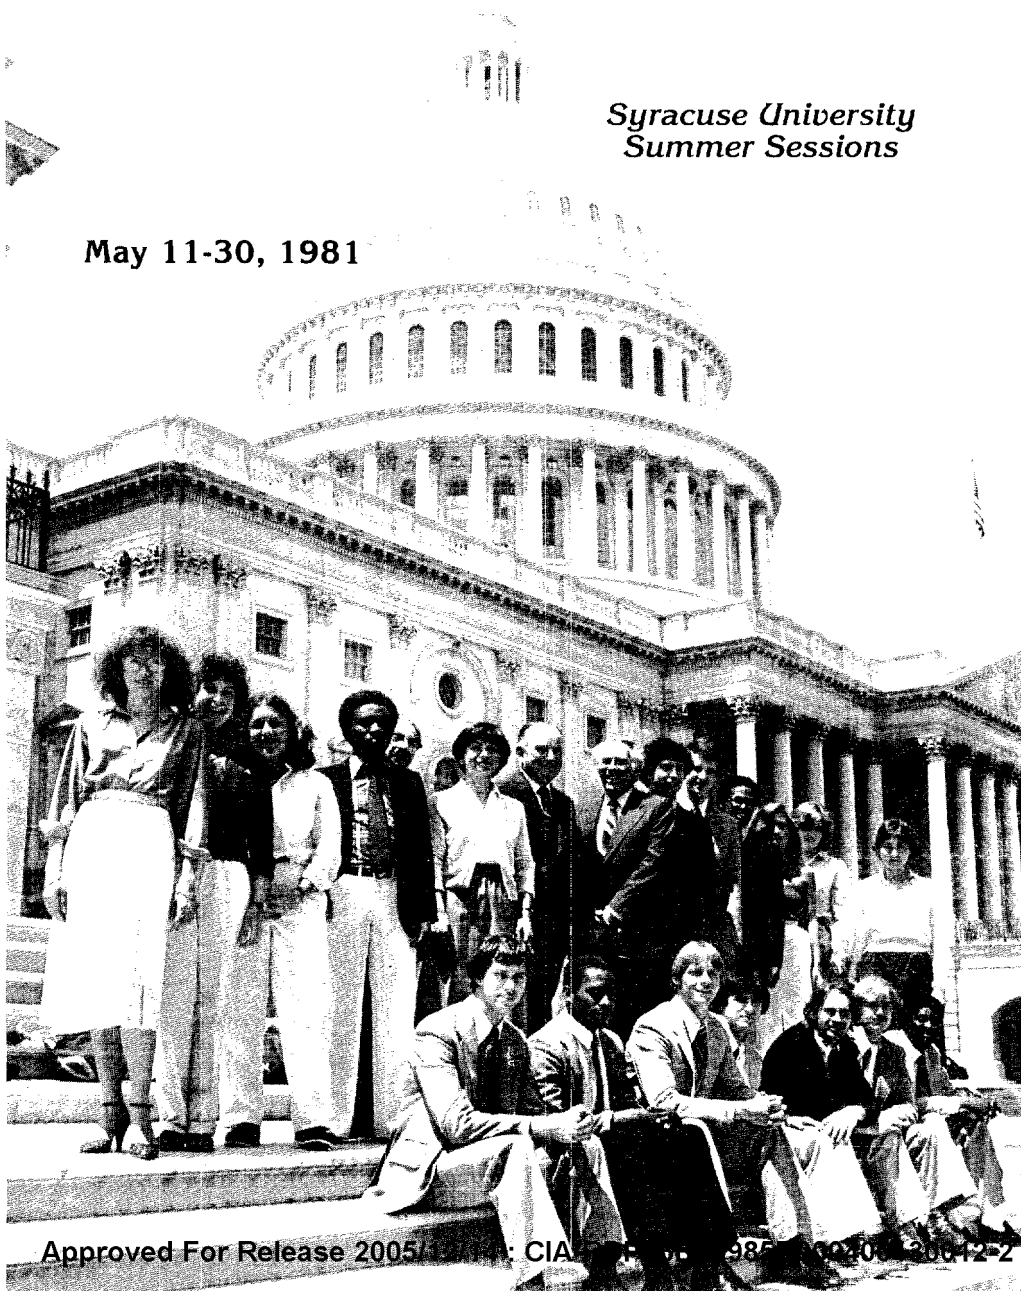 Syracuse University
Summer Sessions
May 11-30, 1981
Approved For Release 2005/